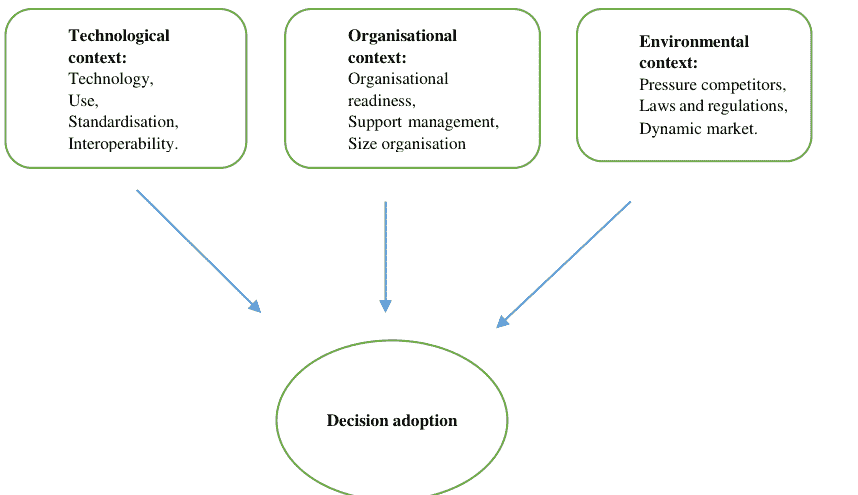 Technological
context:
Technology,
Use,
Standardisation,
Interoperability.
Organisational
context:
Organisational
readiness,
Support management,
Size organisation
Environmental
context:
Pressure competitors,
Laws and regulations,
Dynamic market.
Decision adoption